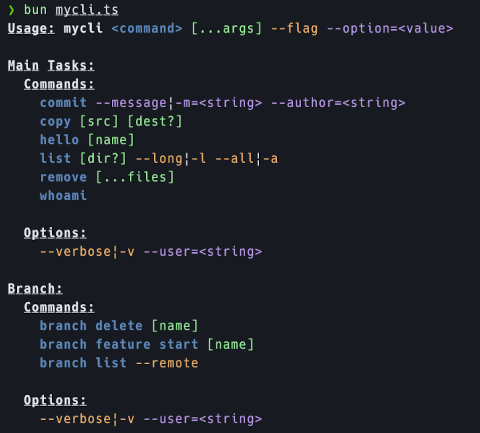 ❯ bun mycli.ts
Usage: mycli <command> [...args] --flag --option=<value>
Main Tasks:
Commands:
commit --message¦-m=<string> --author=<string>
copy [src] [dest?]
hello [name]
list [dir?] --long¦-l --all¦-a
remove [...files]
whoami
Options:
--verbose¦-v --user=<string>
Branch:
Commands:
branch delete [name]
branch feature start [name]
branch list --remote
Options:
--verbose¦-v --user=<string>